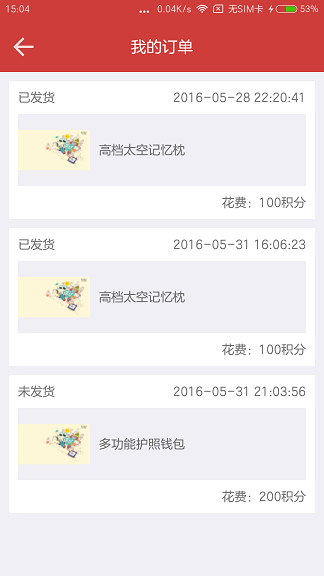 15:04 ... 0.04K/s 无SIM卡 53%
我的订单
已发货 2016-05-28 22:20:41
高档太空记忆枕
花费：100积分
已发货 2016-05-31 16:06:23
高档太空记忆枕
花费：100积分
未发货 2016-05-31 21:03:56
多功能护照钱包
花费：200积分